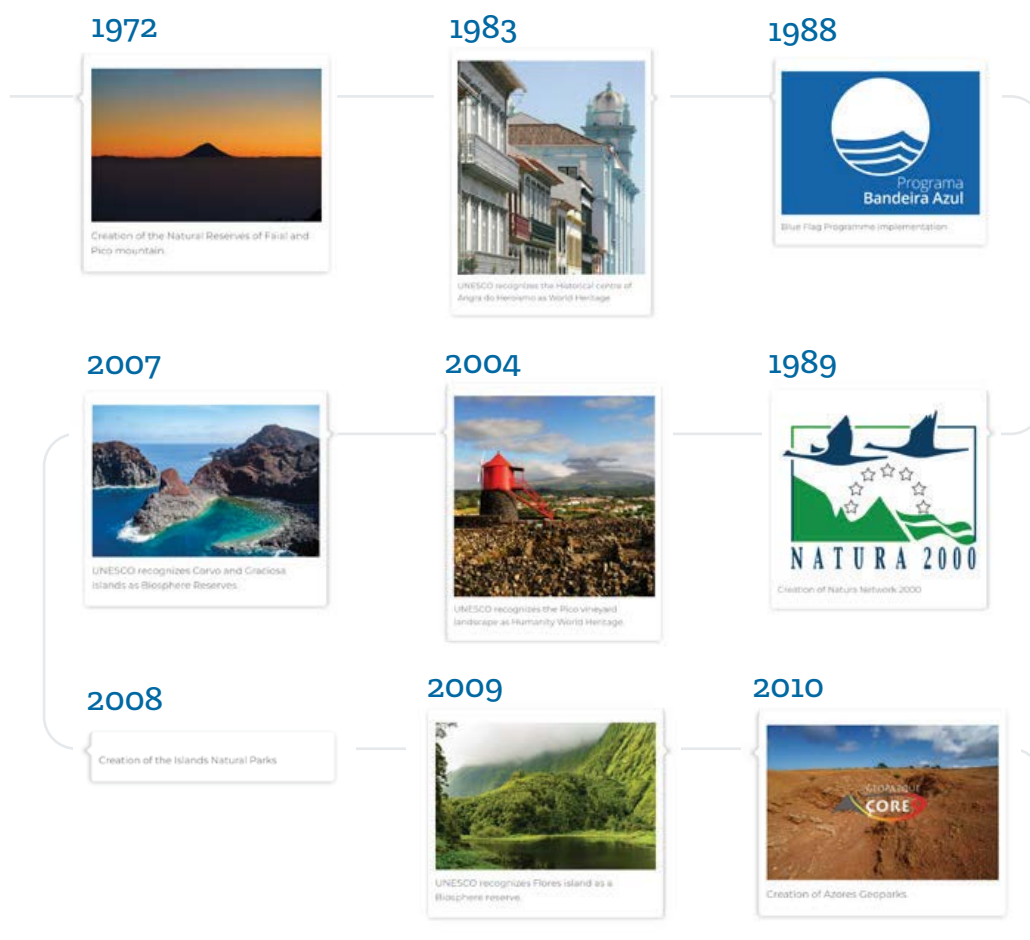 1972
Creation of the Natural Reserves of Faial and
Pico mountain.
1983
UNESCO recognizes the Historical centre of
Angra do Heroísmo as World Heritage
1988
Programa
Bandeira Azul
Blue Flag Programme implementation
1989
NATURA 2000
Creation of Natura Network 2000
2004
UNESCO recognizes the Pico vineyard
landscape as Humanity World Heritage.
2007
UNESCO recognizes Corvo and Graciosa
islands as Biosphere Reserves.
2008
Creation of the Islands Natural Parks
2009
UNESCO recognizes Flores island as a
Biosphere reserve.
2010
GEOPARQUE
Creation of Azores Geoparks.